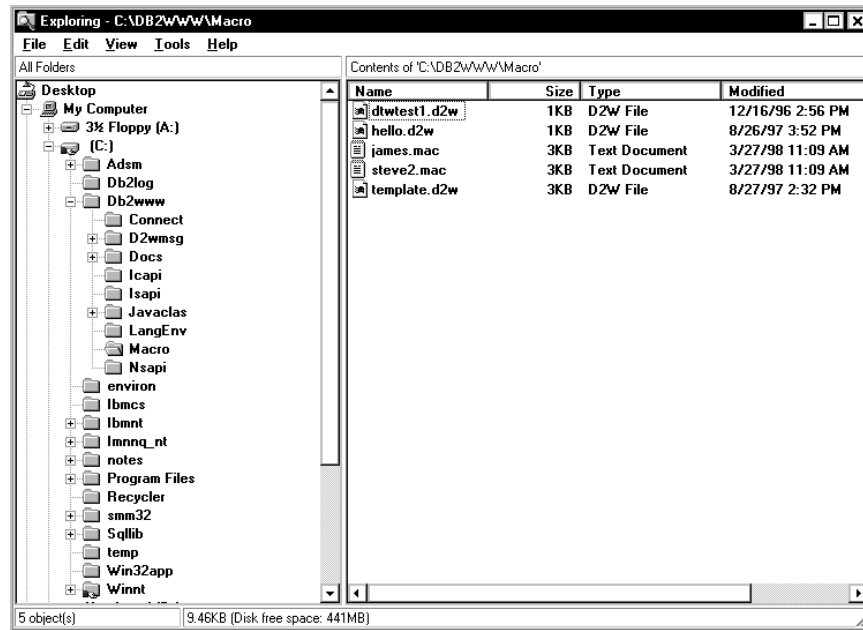 Exploring - C:\DB2WWW\Macro
File Edit View Tools Help
All Folders
Contents of 'C:\DB2WWW\Macro'
Desktop
My Computer
3½ Floppy (A:)
(C:)
Adsm
Db2log
Db2www
Connect
D2wmsg
Docs
Icapi
Isapi
Javaclas
LangEnv
Macro
Nsapi
environ
Ibmcs
Ibmnt
Imnnq_nt
notes
Program Files
Recycler
smm32
Sqllib
temp
Win32app
Winnt
Name Size Type Modified
dtwtest1.d2w 1KB D2W File 12/16/96 2:56 PM
hello.d2w 1KB D2W File 8/26/97 3:52 PM
james.mac 3KB Text Document 3/27/98 11:09 AM
steve2.mac 3KB Text Document 3/27/98 11:09 AM
template.d2w 3KB D2W File 8/27/97 2:32 PM
5 object(s)
9.46KB (Disk free space: 441MB)